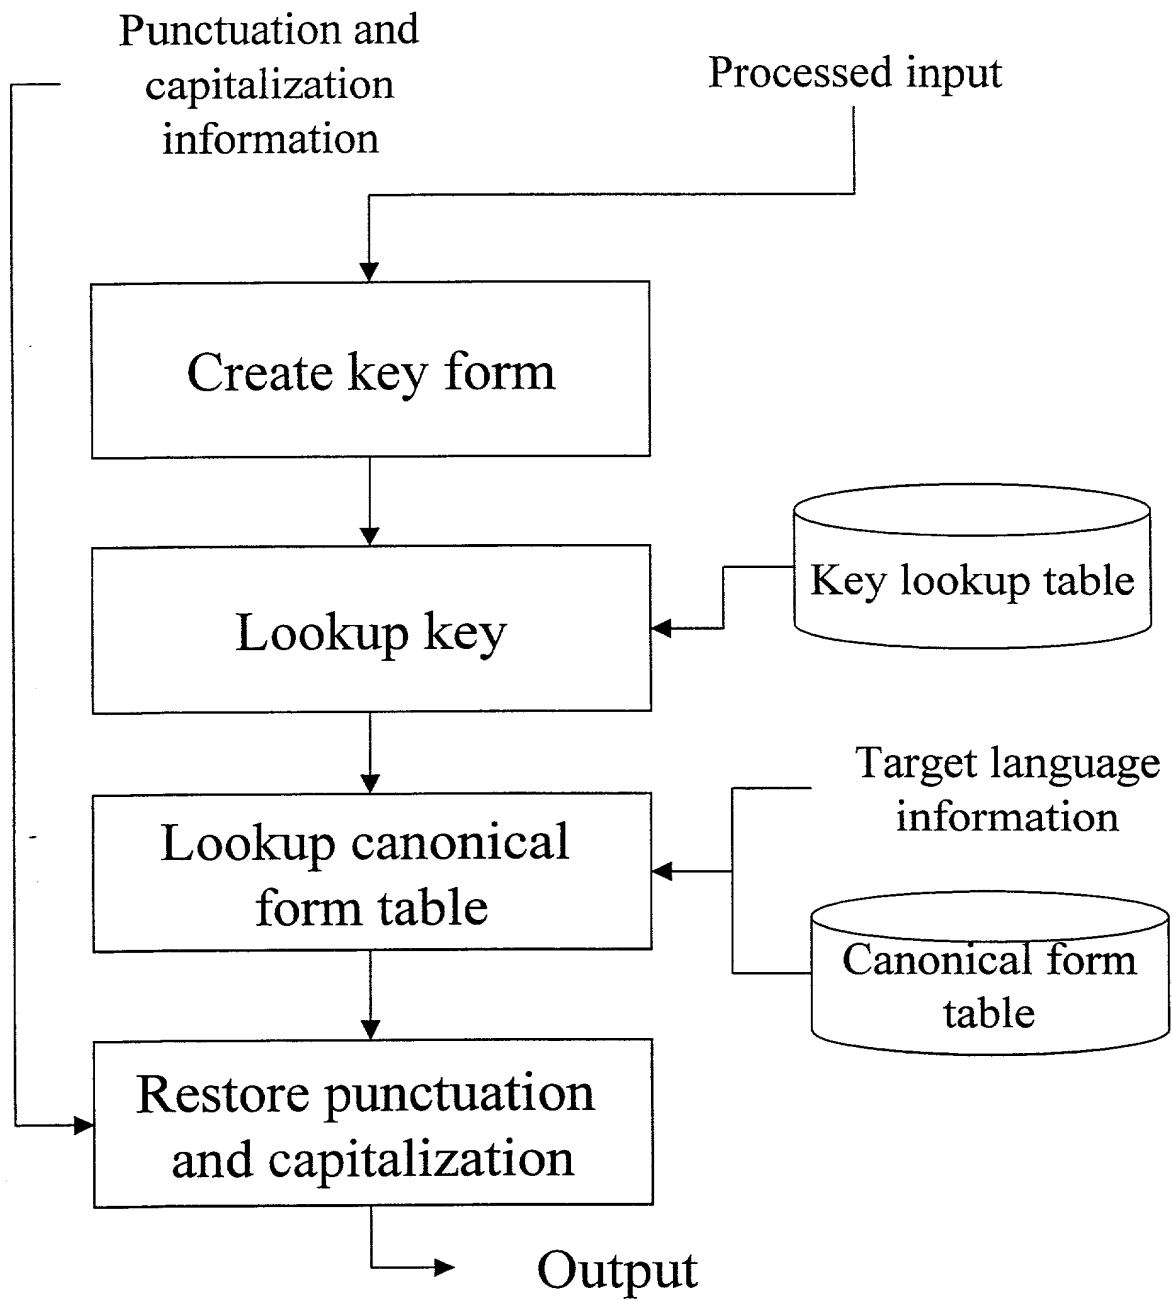 Punctuation and
capitalization
information
Processed input
Create key form
Lookup key
Key lookup table
Target language
information
Lookup canonical
form table
Canonical form
table
Restore punctuation
and capitalization
Output